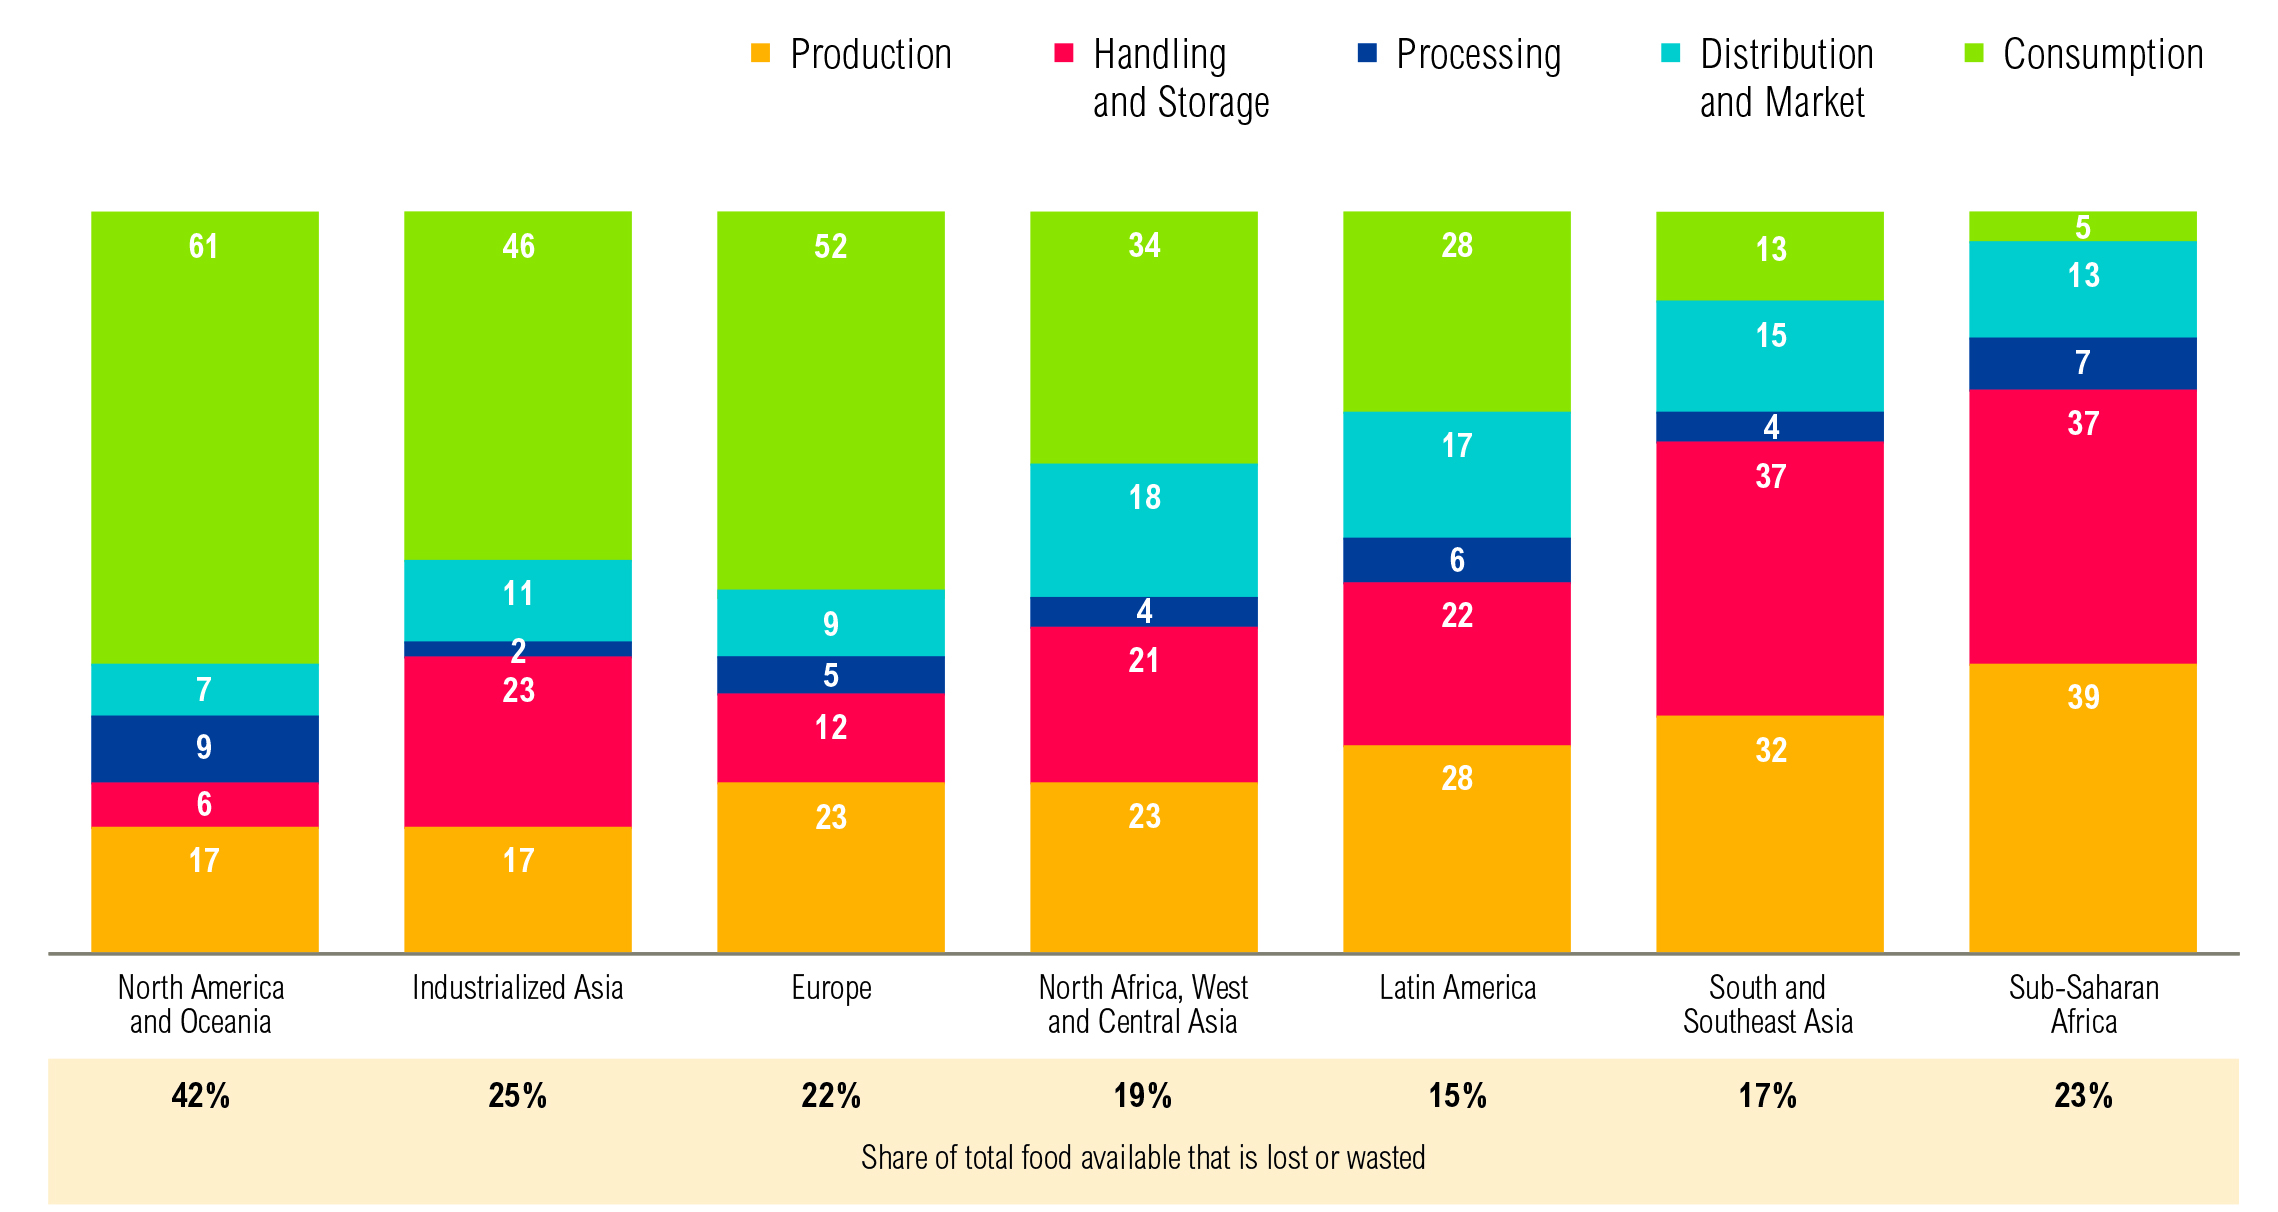 Production
Handling
and Storage
Processing
Distribution
and Market
Consumption
61
7
9
6
17
46
11
2
23
17
52
9
5
12
23
34
18
4
21
23
28
17
6
22
28
13
15
4
37
32
5
13
7
37
39
North America
and Oceania
Industrialized Asia
Europe
North Africa, West
and Central Asia
Latin America
South and
Southeast Asia
Sub-Saharan
Africa
42%
25%
22%
19%
15%
17%
23%
Share of total food available that is lost or wasted